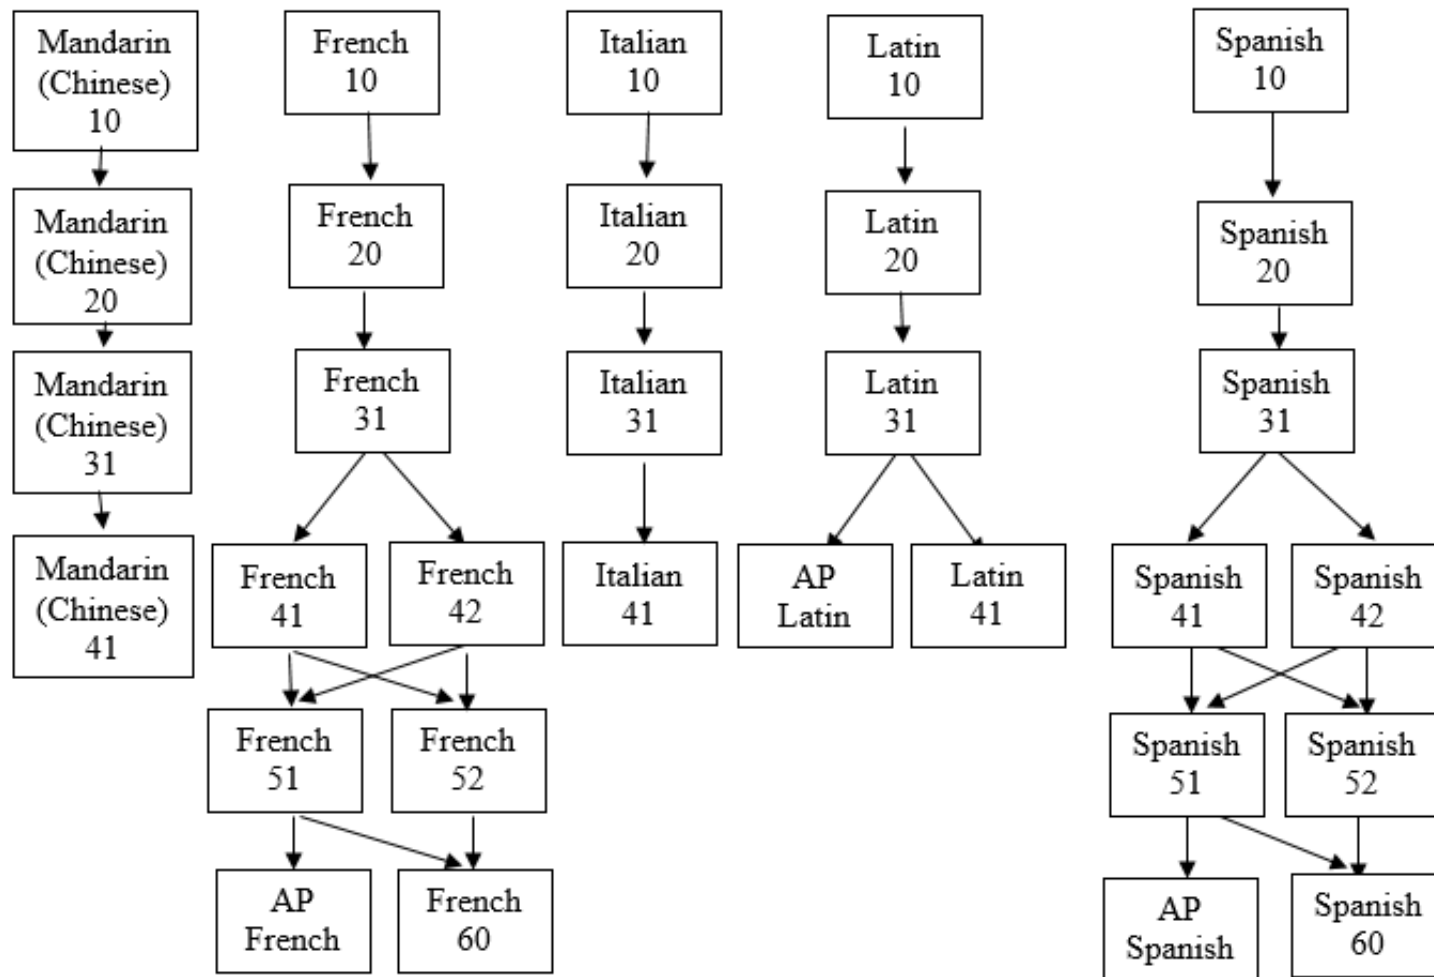 Mandarin
(Chinese)
10
French
10
Italian
10
Latin
10
Spanish
10
Mandarin
(Chinese)
20
French
20
Italian
20
Latin
20
Spanish
20
Mandarin
(Chinese)
31
French
31
Italian
31
Latin
31
Spanish
31
Mandarin
(Chinese)
41
French
41
French
42
Italian
41
AP
Latin
Latin
41
Spanish
41
Spanish
42
French
51
French
52
Spanish
51
Spanish
52
AP
French
French
60
AP
Spanish
Spanish
60